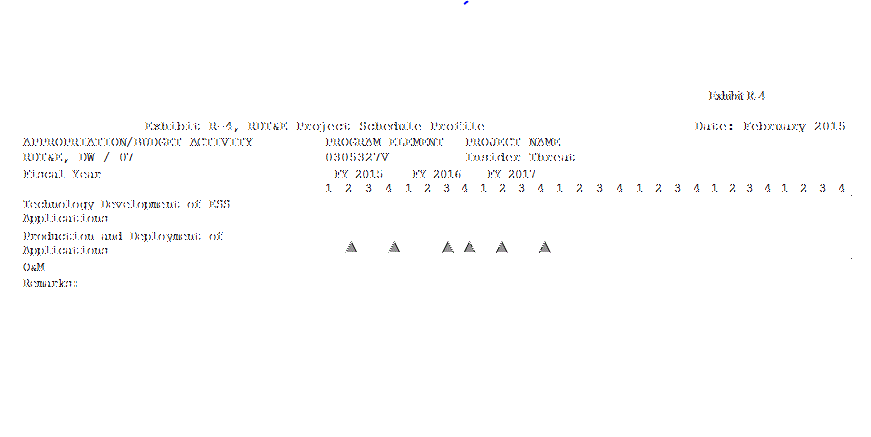 Exhibit R-4
Exhibit R-4, RDT&E Project Schedule Profile Date: February 2015
APPROPRIATION/BUDGET ACTIVITY PROGRAM ELEMENT PROJECT NAME
RDT&E, DW / 07 0305327V Insider Threat
Fiscal Year FY 2015 FY 2016 FY 2017
1 2 3 4 1 2 3 4 1 2 3 4 1 2 3 4 1 2 3 4 1 2 3 4 1 2 3 4
Technology Development of ESS
Applications
Production and Deployment of
Applications
O&M
Remarks: